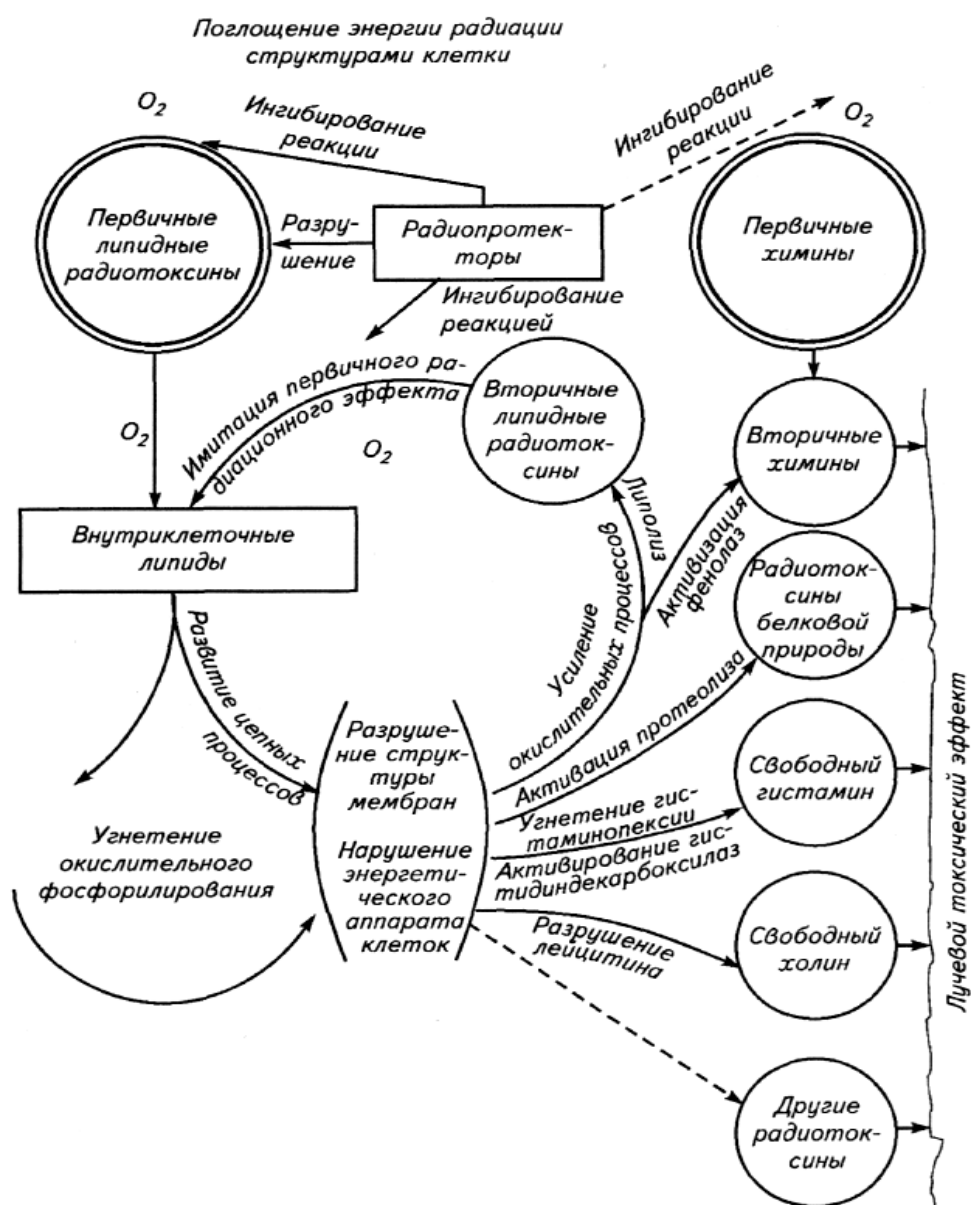 Поглощение энергии радиации
структурами клетки
O2
Ингибирование
реакции
Ингибирование
реакции
O2
Первичные
липидные
радиотоксины
Разру-
шение
Радиопротек-
торы
Первичные
химины
Ингибирование
реакцией
O2
Имитация первичного ра-
диационного эффекта
O2
Вторичные
липидные
радиоток-
сины
Вторичные
химины
Внутриклеточные
липиды
Липолиз
Активизация
фенолаз
Усиление
окислительных процессов
Радиоток-
сины
белковой
природы
Развитие цепных
процессов
Активация протеолиза
Разруше-
ние струк-
туры
мембран
Нарушение
энергети-
ческого
аппарата
клеток
Угнетение гис-
таминопексии
Активирование гис-
тидиндекарбоксилаз
Свободный
гистамин
Угнетение
окислительного
фосфорилирования
Разрушение
лейцитина
Свободный
холин
Другие
радиоток-
сины
Лучевой токсический эффект